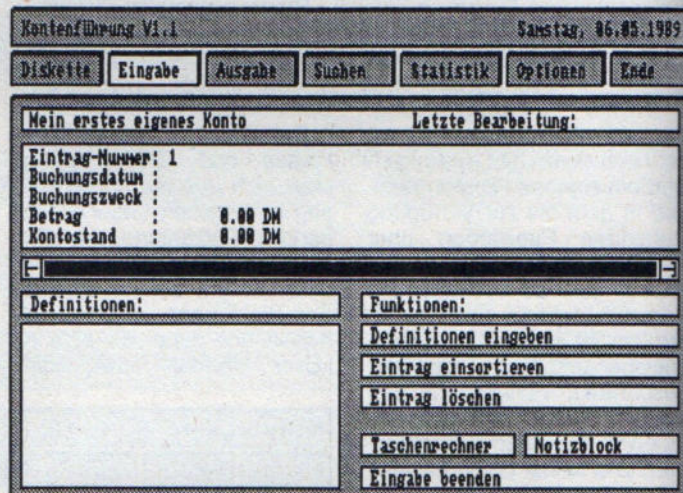 Kontenführung V1.1 Samstag, 06.05.1989
Diskette Eingabe Ausgabe Suchen Statistik Optionen Ende
Mein erstes eigenes Konto Letzte Bearbeitung:
Eintrag-Nummer: 1
Buchungsdatum :
Buchungszweck :
Betrag 0.00 DM
Kontostand 0.00 DM
Definitionen: Funktionen:
Definitionen eingeben
Eintrag einsortieren
Eintrag löschen
Taschenrechner Notizblock
Eingabe beenden